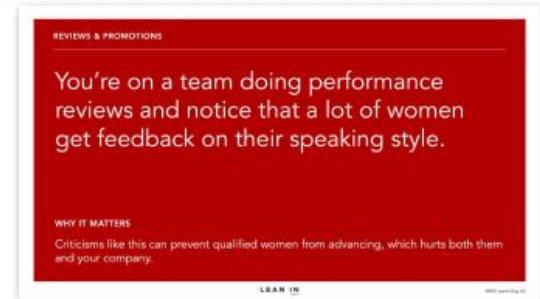 REVIEWS & PROMOTIONS
You're on a team doing performance
reviews and notice that a lot of women
get feedback on their speaking style.
WHY IT MATTERS
Criticisms like this can prevent qualified women from advancing, which hurts both them
and your company.
LEAN IN